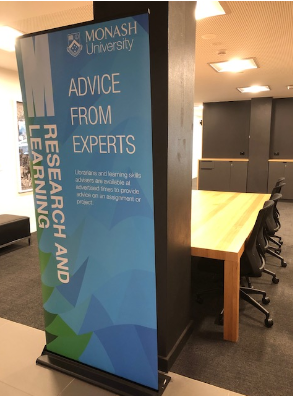 MONASH
University
ADVICE
FROM
EXPERTS
Librarians and learning skills
advisers are available at
advertised times to provide
advice on an assignment or
project
RESEARCH AND
LEARNING